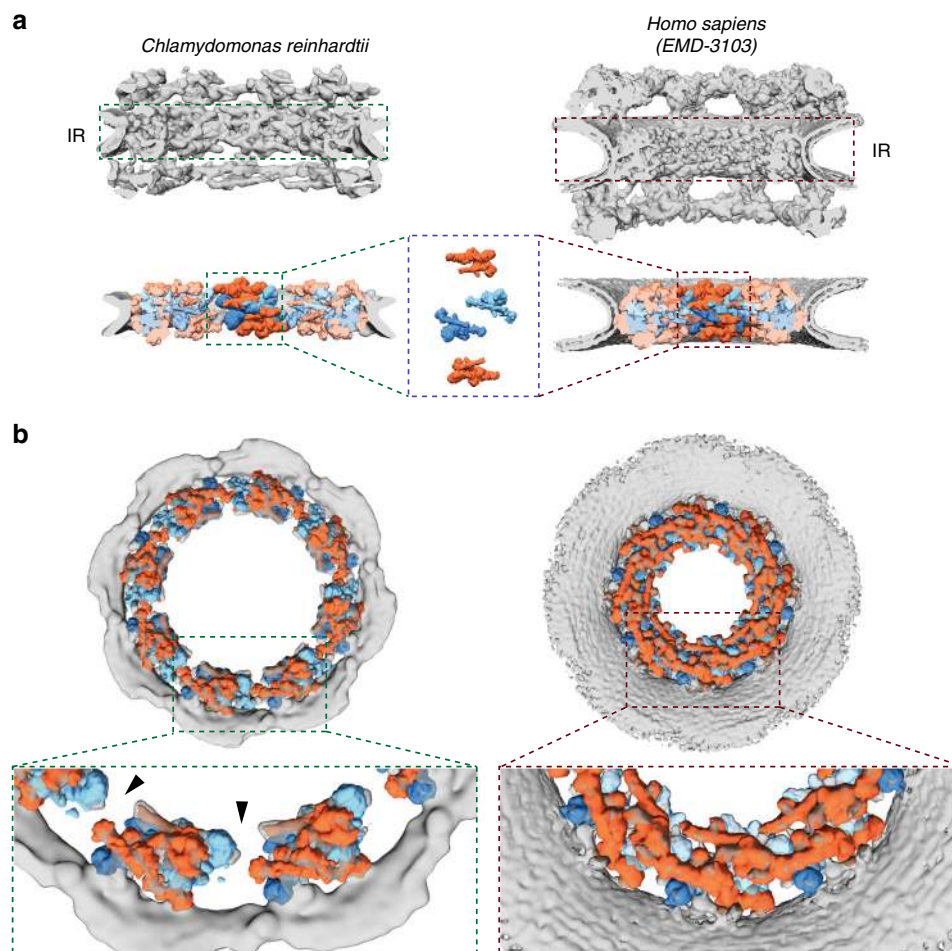 a
Chlamydomonas reinhardtii
Homo sapiens
(EMD-3103)
IR
IR
b